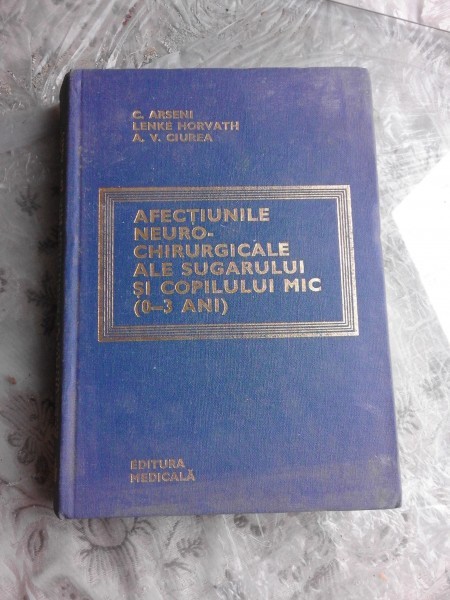 C. ARSENI
LENKE HORVATH
A. V. CIUREA
AFECȚIUNILE
NEURO-
CHIRURGICALE
ALE SUGARULUI
ȘI COPILULUI MIC
(0–3 ANI)
EDITURA
MEDICALĂ